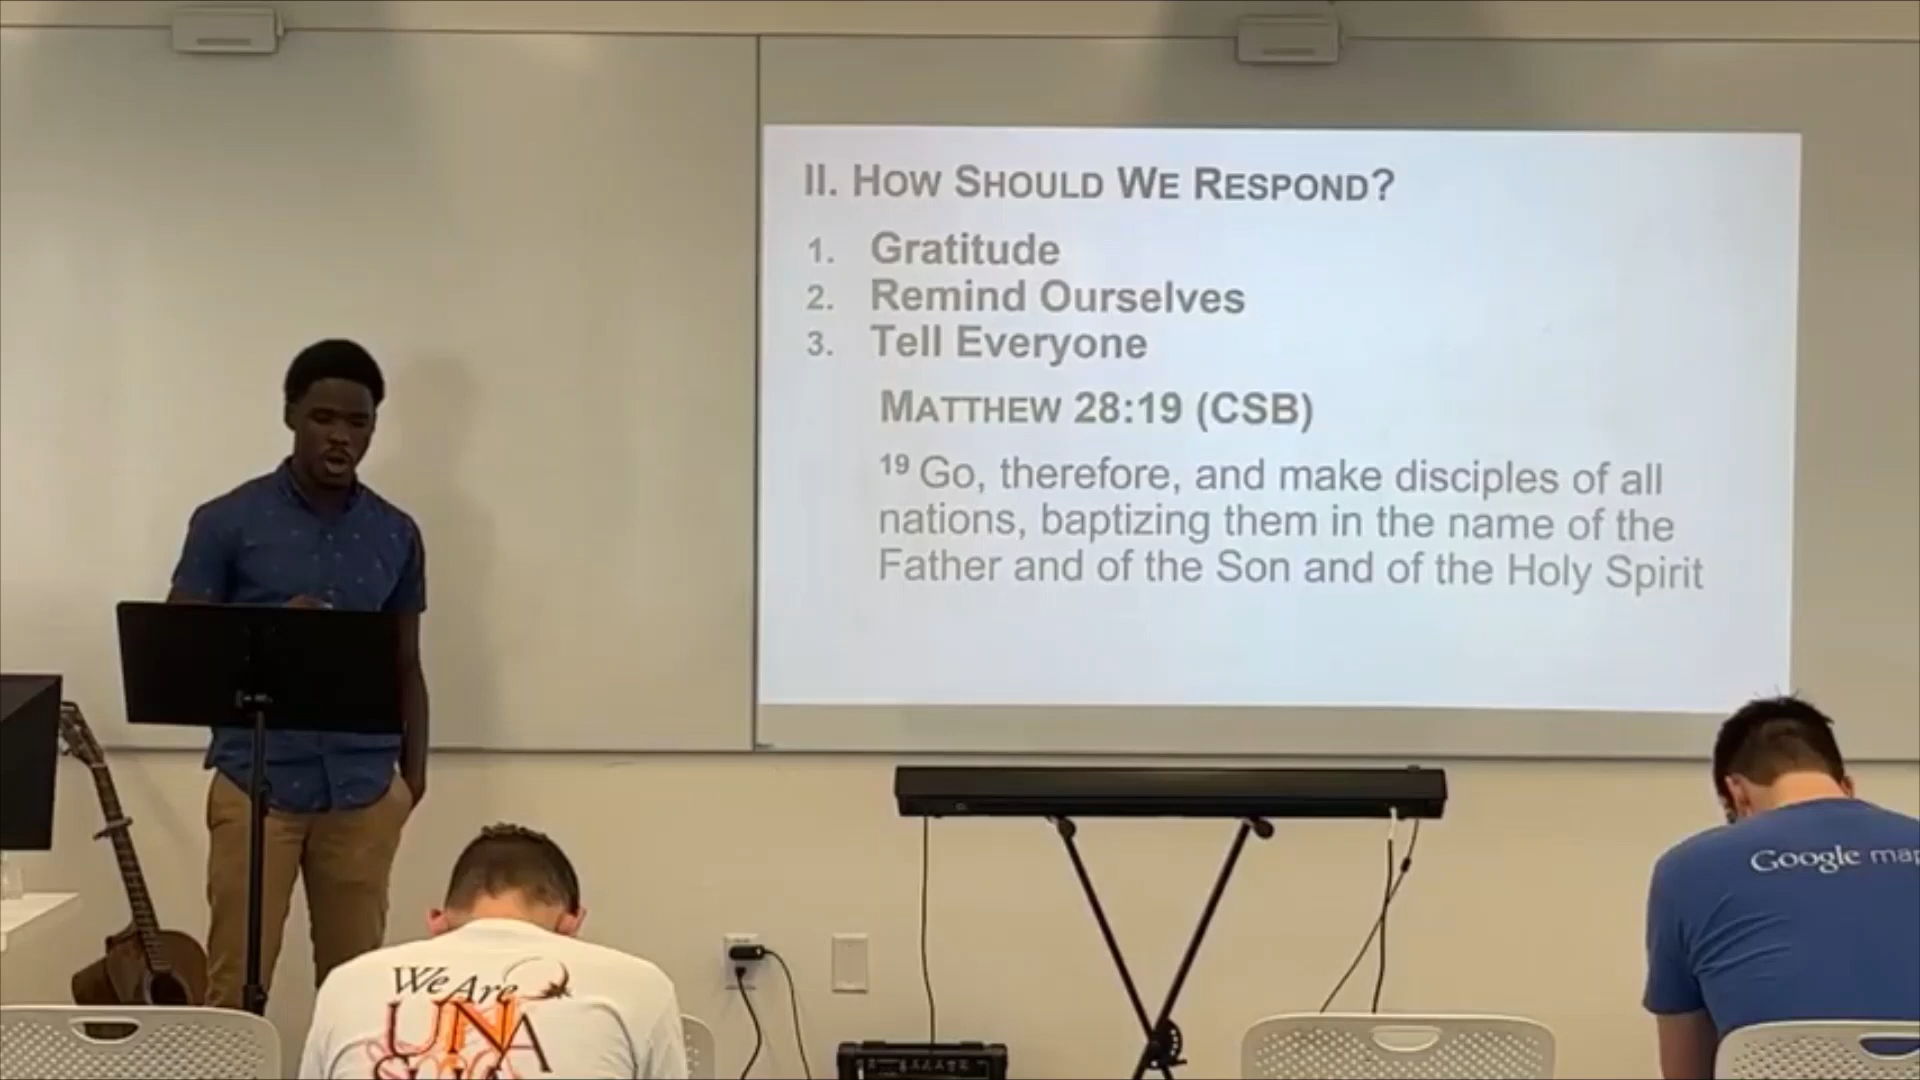 II. HOW SHOULD WE RESPOND?
1. Gratitude
2. Remind Ourselves
3. Tell Everyone
MATTHEW 28:19 (CSB)
19 Go, therefore, and make disciples of all
nations, baptizing them in the name of the
Father and of the Son and of the Holy Spirit
Google map
We Are
UNA